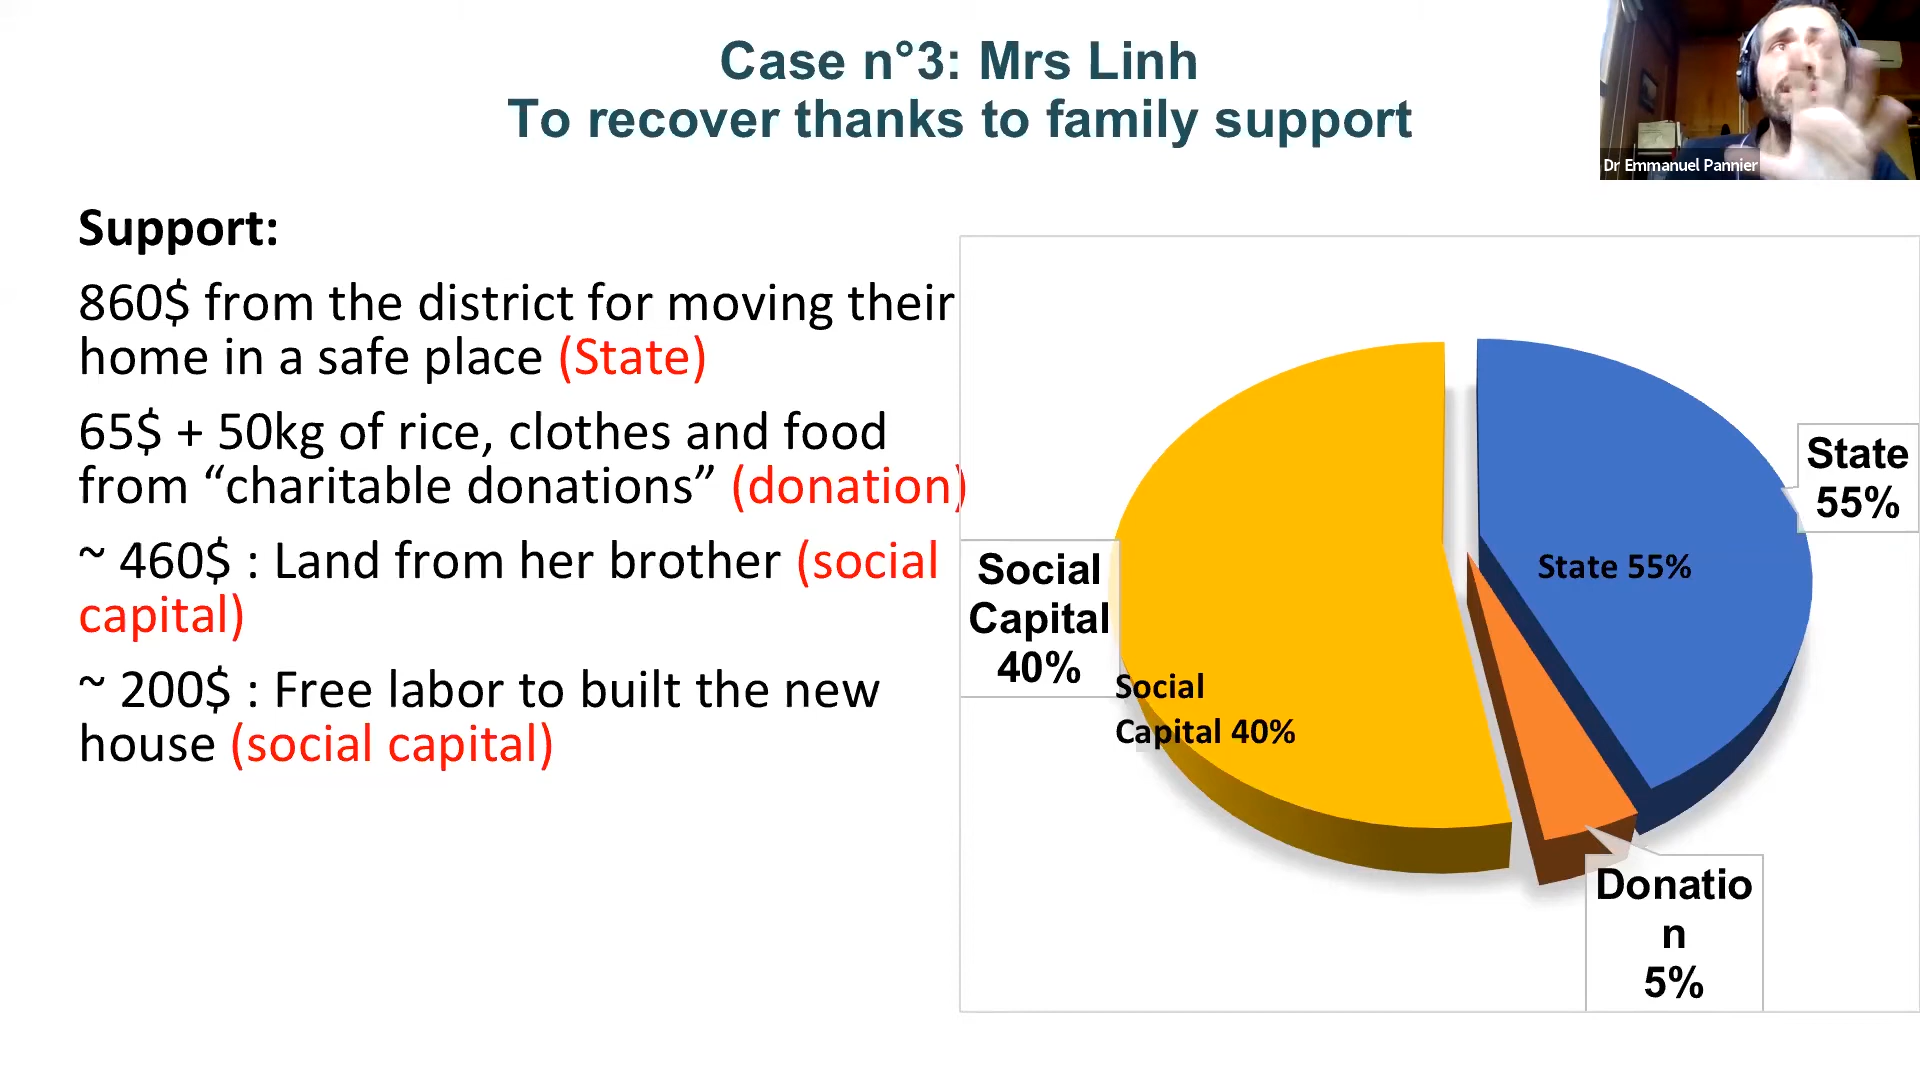 Case n°3: Mrs Linh
To recover thanks to family support
Dr Emmanuel Pannier
Support:
860$ from the district for moving their
home in a safe place (State)
65$ + 50kg of rice, clothes and food
from “charitable donations” (donation)
~ 460$ : Land from her brother (social
capital)
~ 200$ : Free labor to built the new
house (social capital)
State
55%
State 55%
Social
Capital
40%
Social
Capital 40%
Donatio
n
5%